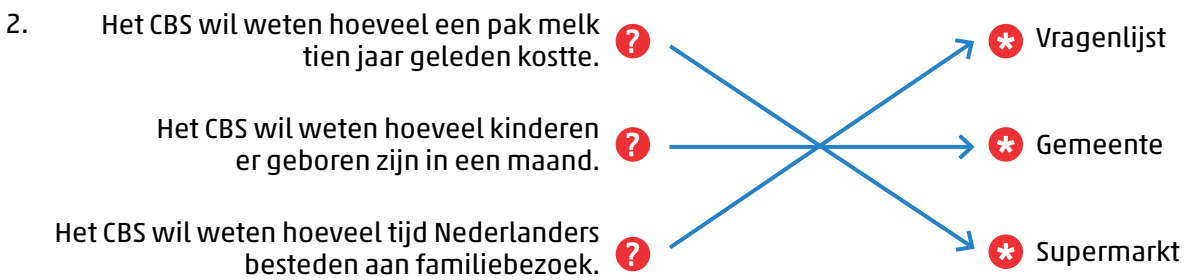 2. Het CBS wil weten hoeveel een pak melk
tien jaar geleden kostte.
? * Vragenlijst
Het CBS wil weten hoeveel kinderen
er geboren zijn in een maand.
? * Gemeente
Het CBS wil weten hoeveel tijd Nederlanders
besteden aan familiebezoek.
? * Supermarkt